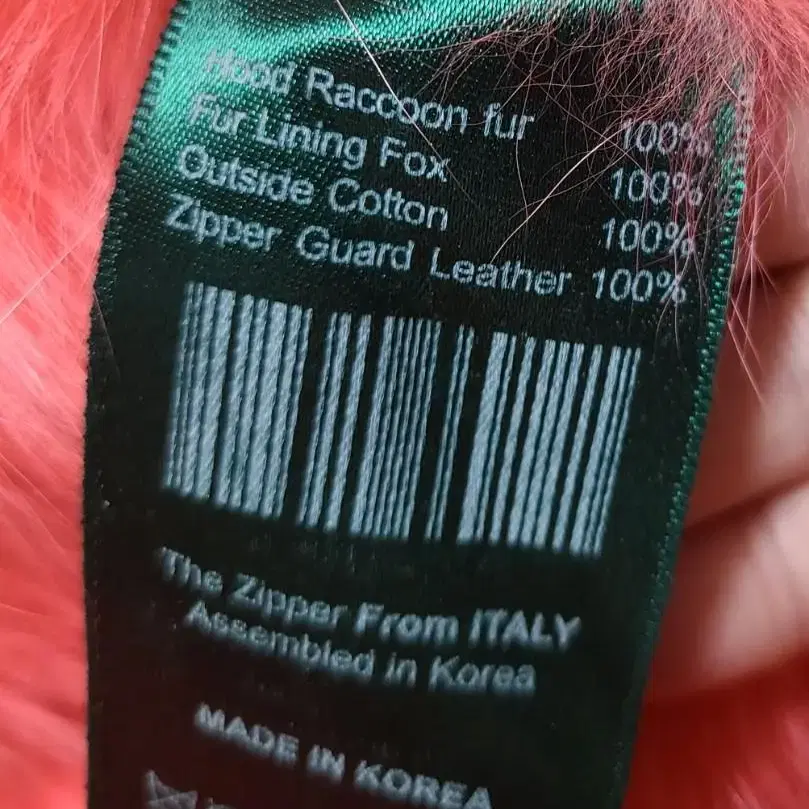 Hood Raccoon fur 100%
Fur Lining Fox 100%
Outside Cotton 100%
Zipper Guard Leather 100%
The Zipper From ITALY
Assembled in Korea
MADE IN KOREA